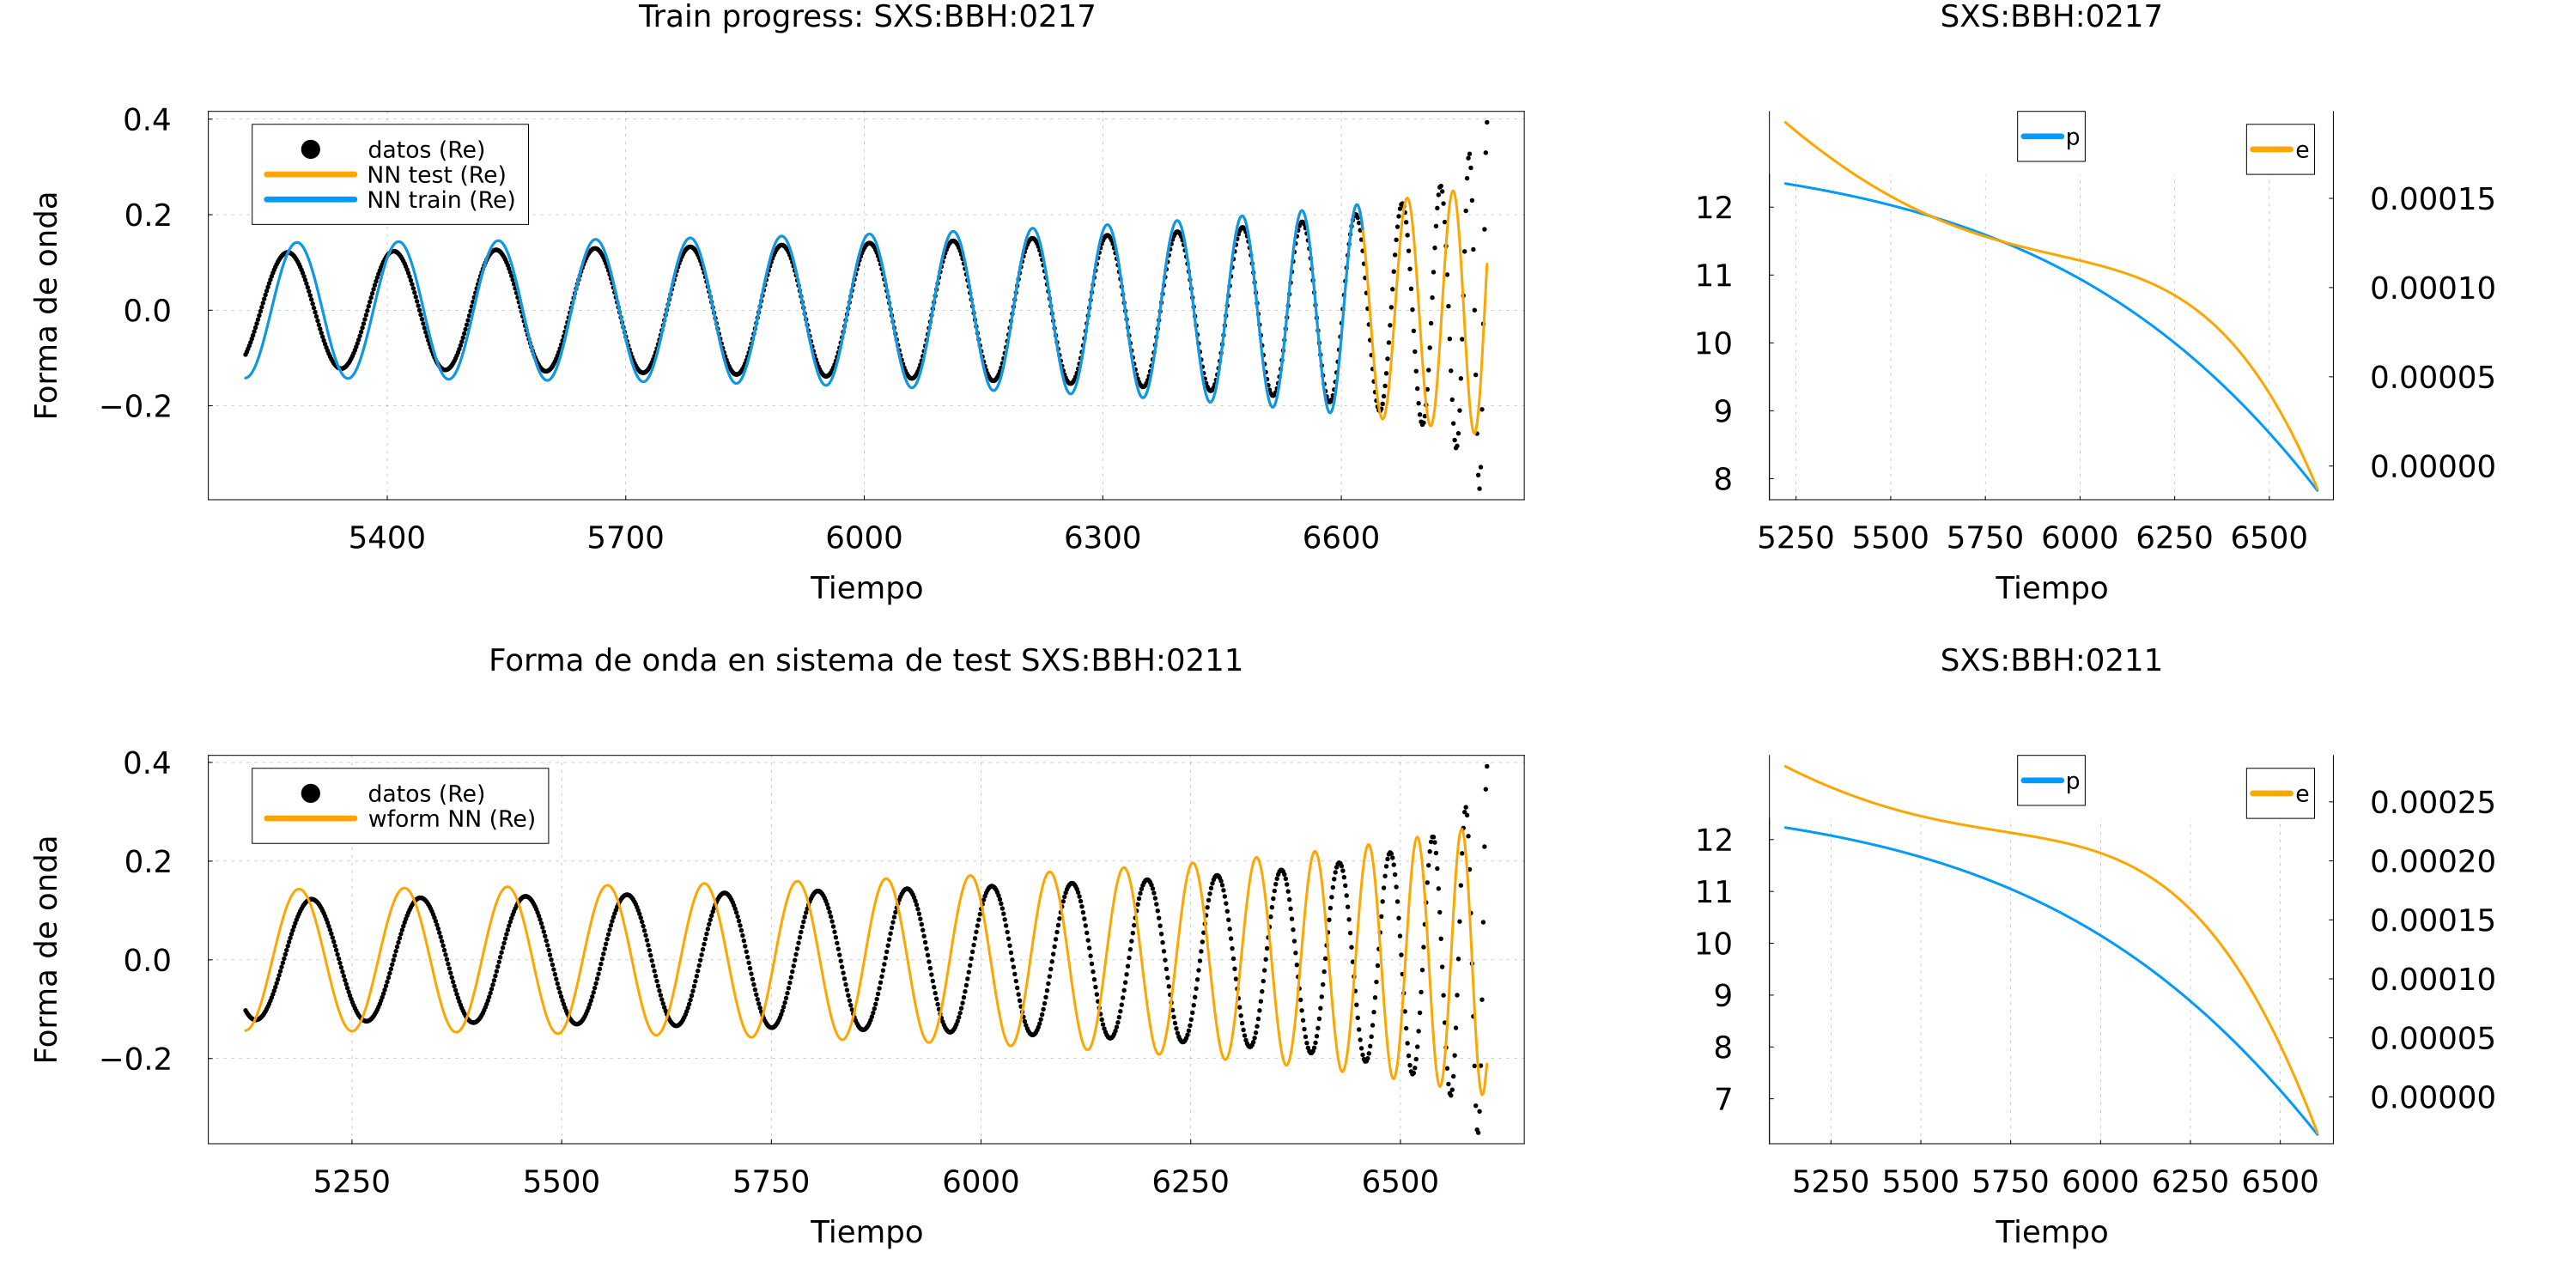 Train progress: SXS:BBH:0217
SXS:BBH:0217
Forma de onda
0.4
0.2
0.0
−0.2
datos (Re)
NN test (Re)
NN train (Re)
5400 5700 6000 6300 6600
Tiempo
12
11
10
9
8
p
e
0.00015
0.00010
0.00005
0.00000
5250 5500 5750 6000 6250 6500
Tiempo
Forma de onda en sistema de test SXS:BBH:0211
SXS:BBH:0211
Forma de onda
0.4
0.2
0.0
−0.2
datos (Re)
wform NN (Re)
5250 5500 5750 6000 6250 6500
Tiempo
12
11
10
9
8
7
p
e
0.00025
0.00020
0.00015
0.00010
0.00005
0.00000
5250 5500 5750 6000 6250 6500
Tiempo